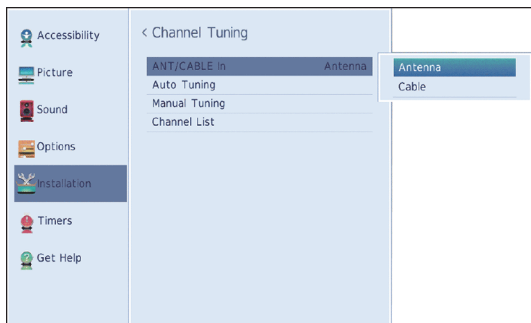 Accessibility
Picture
Sound
Options
Installation
Timers
Get Help
< Channel Tuning
ANT/CABLE In Antenna
Auto Tuning
Manual Tuning
Channel List
Antenna
Cable